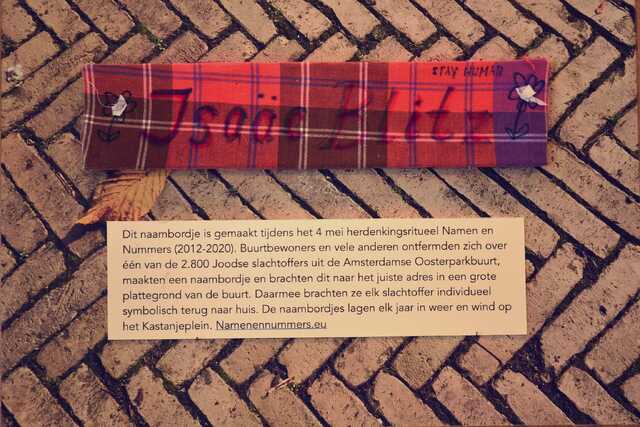 STAY HUMAN
Isaäc Blitz
Dit naambordje is gemaakt tijdens het 4 mei herdenkingsritueel Namen en
Nummers (2012-2020). Buurtbewoners en vele anderen ontfermden zich over
één van de 2.800 Joodse slachtoffers uit de Amsterdamse Oosterparkbuurt,
maakten een naambordje en brachten dit naar het juiste adres in een grote
plattegrond van de buurt. Daarmee brachten ze elk slachtoffer individueel
symbolisch terug naar huis. De naambordjes lagen elk jaar in weer en wind op
het Kastanjeplein. Namenennummers.eu